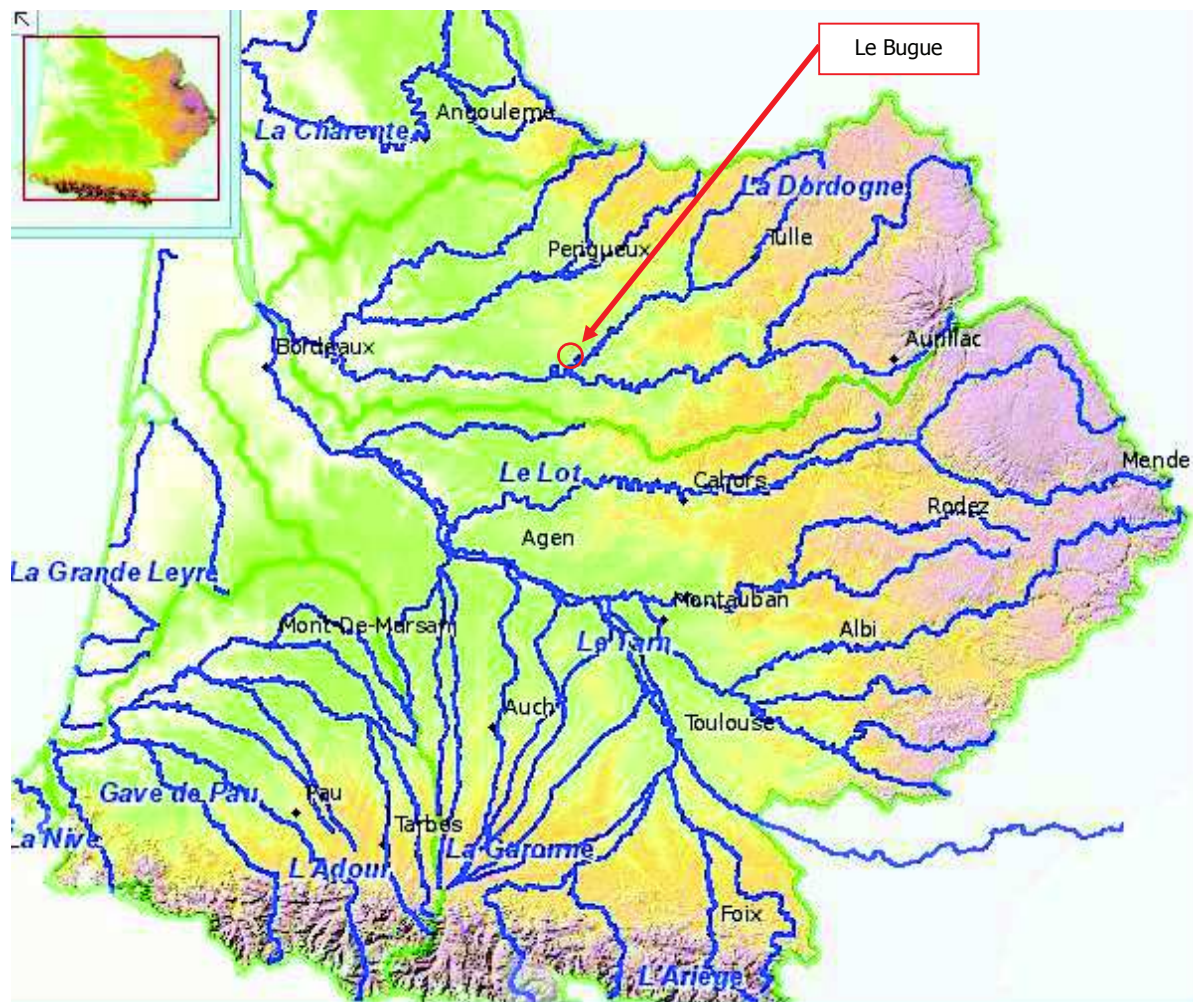 Le Bugue
Angouleme
La Charente
La Dordogne
Tulle
Perigueux
Bordeaux
Aurillac
Mende
Le Lot
Cahors
Rodez
Agen
La Grande Leyre
Montauban
Mont-De-Marsan
Albi
Le Tarn
Auch
Toulouse
Gave de Pau
Pau
Tarbes
La Nive
La Garonne
L'Adour
Foix
L'Ariège